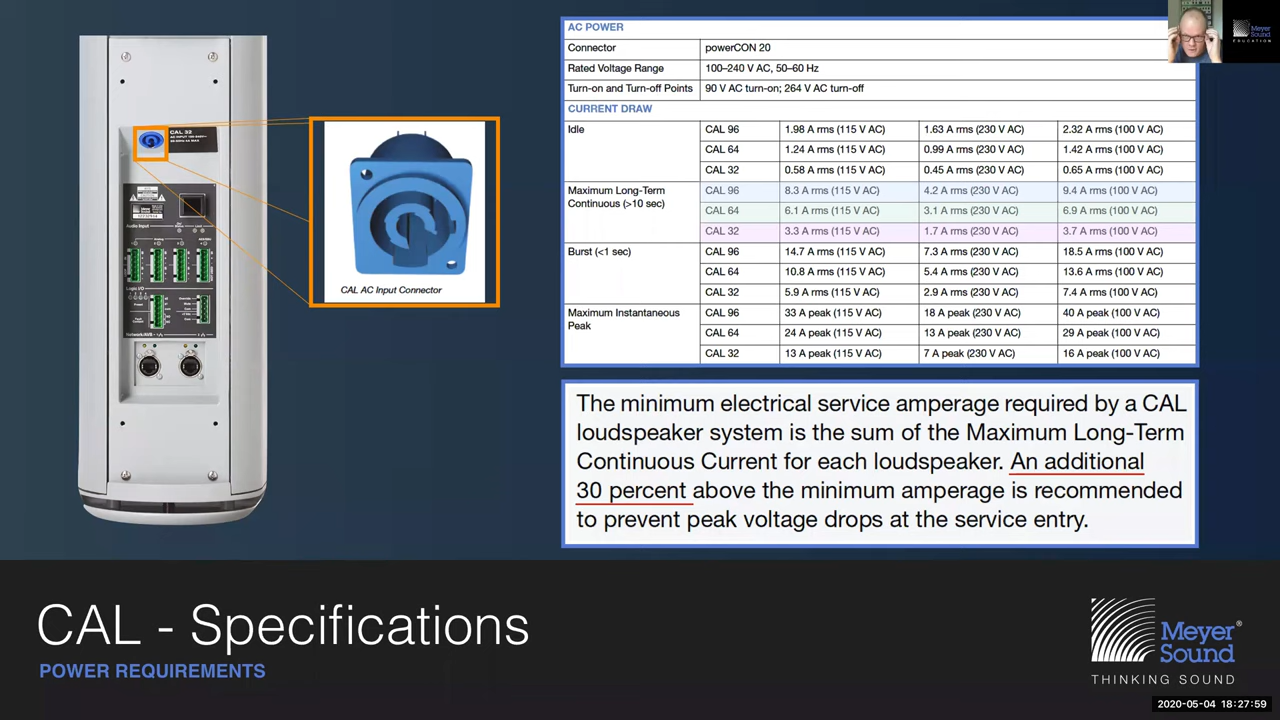 AC POWER
Connector powerCON 20
Rated Voltage Range 100–240 V AC, 50–60 Hz
Turn-on and Turn-off Points 90 V AC turn-on; 264 V AC turn-off
CURRENT DRAW
Idle CAL 96 1.98 A rms (115 V AC) 1.63 A rms (230 V AC) 2.32 A rms (100 V AC)
CAL 64 1.24 A rms (115 V AC) 0.99 A rms (230 V AC) 1.42 A rms (100 V AC)
CAL 32 0.58 A rms (115 V AC) 0.45 A rms (230 V AC) 0.65 A rms (100 V AC)
Maximum Long-Term
Continuous (>10 sec)
CAL 96 8.3 A rms (115 V AC) 4.2 A rms (230 V AC) 9.4 A rms (100 V AC)
CAL 64 6.1 A rms (115 V AC) 3.1 A rms (230 V AC) 6.9 A rms (100 V AC)
CAL 32 3.3 A rms (115 V AC) 1.7 A rms (230 V AC) 3.7 A rms (100 V AC)
Burst (<1 sec) CAL 96 14.7 A rms (115 V AC) 7.3 A rms (230 V AC) 18.5 A rms (100 V AC)
CAL 64 10.8 A rms (115 V AC) 5.4 A rms (230 V AC) 13.6 A rms (100 V AC)
CAL 32 5.9 A rms (115 V AC) 2.9 A rms (230 V AC) 7.4 A rms (100 V AC)
Maximum Instantaneous
Peak
CAL 96 33 A peak (115 V AC) 18 A peak (230 V AC) 40 A peak (100 V AC)
CAL 64 24 A peak (115 V AC) 13 A peak (230 V AC) 29 A peak (100 V AC)
CAL 32 13 A peak (115 V AC) 7 A peak (230 V AC) 16 A peak (100 V AC)
CAL 32
Audio Input
CAL AC Input Connector
The minimum electrical service amperage required by a CAL
loudspeaker system is the sum of the Maximum Long-Term
Continuous Current for each loudspeaker. An additional
30 percent above the minimum amperage is recommended
to prevent peak voltage drops at the service entry.
CAL - Specifications
POWER REQUIREMENTS
Meyer
Sound®
THINKING SOUND
Meyer
Sound
EDUCATION
2020-05-04 18:27:59